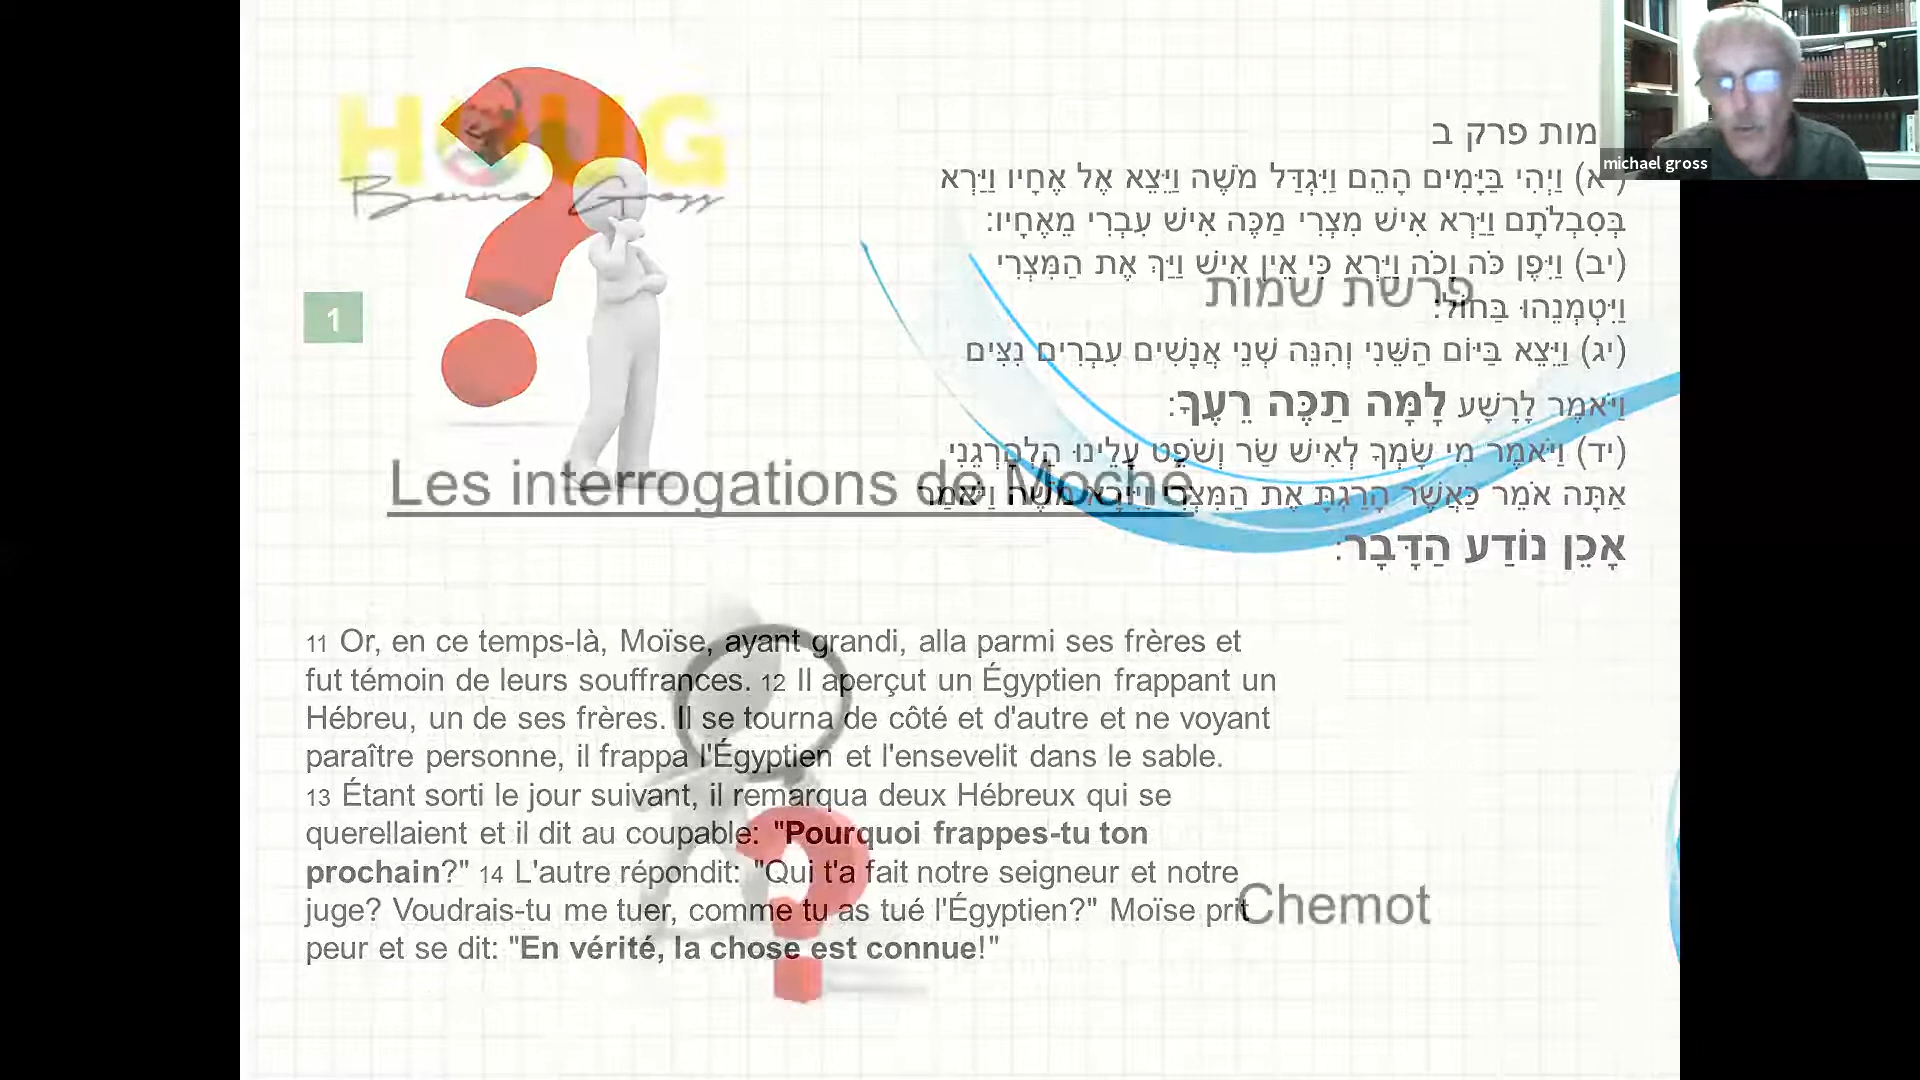 HOUG
Benno Gross
מות פרק ב
michael gross
(יא) וַיְהִי בַּיָּמִים הָהֵם וַיִּגְדַּל מֹשֶׁה וַיֵּצֵא אֶל אֶחָיו וַיַּרְא
בְּסִבְלֹתָם וַיַּרְא אִישׁ מִצְרִי מַכֶּה אִישׁ עִבְרִי מֵאֶחָיו:
(יב) וַיִּפֶן כֹּה וָכֹה וַיַּרְא כִּי אֵין אִישׁ וַיַּךְ אֶת הַמִּצְרִי
פרשת שמות
וַיִּטְמְנֵהוּ בַּחוֹל:
1
(יג) וַיֵּצֵא בַּיּוֹם הַשֵּׁנִי וְהִנֵּה שְׁנֵי אֲנָשִׁים עִבְרִים נִצִּים
וַיֹּאמֶר לָרָשָׁע לָמָּה תַכֶּה רֵעֶךָ:
(יד) וַיֹּאמֶר מִי שָׂמְךָ לְאִישׁ שַׂר וְשֹׁפֵט עָלֵינוּ הַלְהָרְגֵנִי
Les interrogations de Moché
אַתָּה אֹמֵר כַּאֲשֶׁר הָרַגְתָּ אֶת הַמִּצְרִי וַיִּירָא מֹשֶׁה וַיֹּאמַר
אָכֵן נוֹדַע הַדָּבָר:
11 Or, en ce temps-là, Moïse, ayant grandi, alla parmi ses frères et
fut témoin de leurs souffrances. 12 Il aperçut un Égyptien frappant un
Hébreu, un de ses frères. Il se tourna de côté et d'autre et ne voyant
paraître personne, il frappa l'Égyptien et l'ensevelit dans le sable.
13 Étant sorti le jour suivant, il remarqua deux Hébreux qui se
querellaient et il dit au coupable: "Pourquoi frappes-tu ton
prochain?" 14 L'autre répondit: "Qui t'a fait notre seigneur et notre
juge? Voudrais-tu me tuer, comme tu as tué l'Égyptien?" Moïse prit
Chemot
peur et se dit: "En vérité, la chose est connue!"